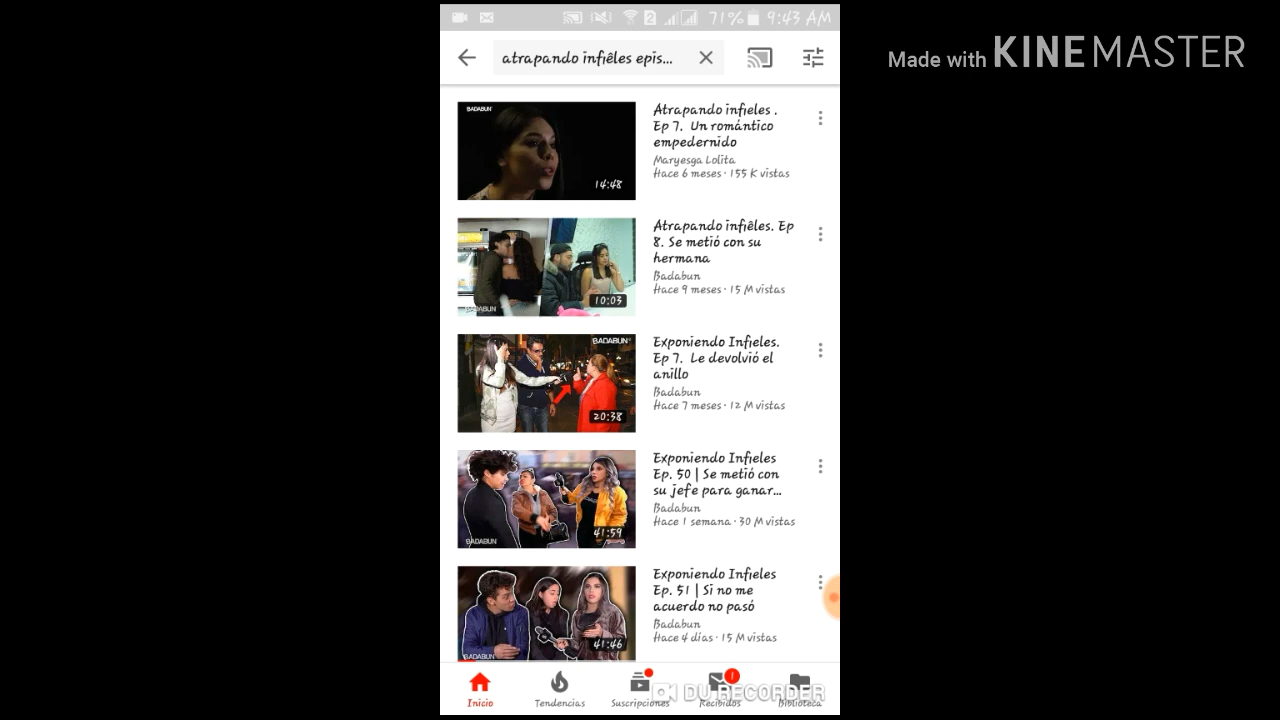 71% 9:43 AM
Made with KINEMASTER
atrapando infiêles epis...
BADABUN
14:48
Atrapando infieles .
Ep 7. Un romántico
empedernido
Maryesga Lolita
Hace 6 meses · 155 K vistas
BADABUN
10:03
Atrapando infiêles. Ep
8. Se metió con su
hermana
Badabun
Hace 9 meses · 15 M vistas
BADABUN
20:38
Exponiendo Infieles.
Ep 7. Le devolvió el
anillo
Badabun
Hace 7 meses · 12 M vistas
BADABUN
41:59
Exponiendo Infieles
Ep. 50 | Se metió con
su jefe para ganar...
Badabun
Hace 1 semana · 30 M vistas
BADABUN
41:46
Exponiendo Infieles
Ep. 51 | Si no me
acuerdo no pasó
Badabun
Hace 4 días · 15 M vistas
DU RECORDER
Inicio Tendencias Suscripciones Recibidos Biblioteca